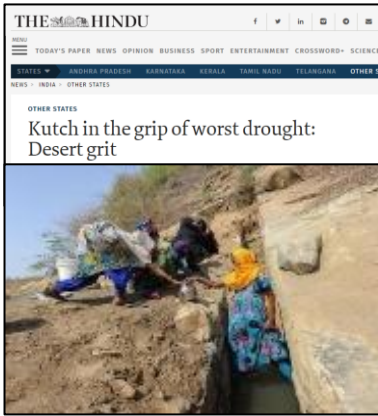 THE HINDU
MENU
TODAY'S PAPER NEWS OPINION BUSINESS SPORT ENTERTAINMENT CROSSWORD+ SCIENCE
STATES ANDHRA PRADESH KARNATAKA KERALA TAMIL NADU TELANGANA OTHER S
NEWS > INDIA > OTHER STATES
OTHER STATES
Kutch in the grip of worst drought:
Desert grit